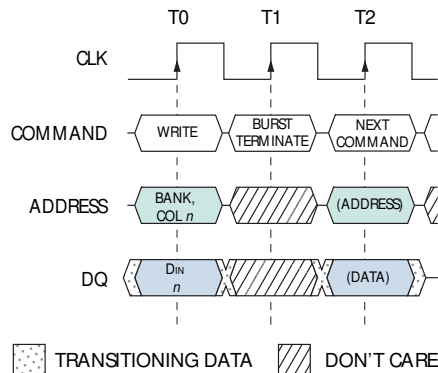 T0 T1 T2
CLK
COMMAND WRITE BURST TERMINATE NEXT COMMAND
ADDRESS BANK, COL n (ADDRESS)
DQ DIN n (DATA)
TRANSITIONING DATA DON'T CARE